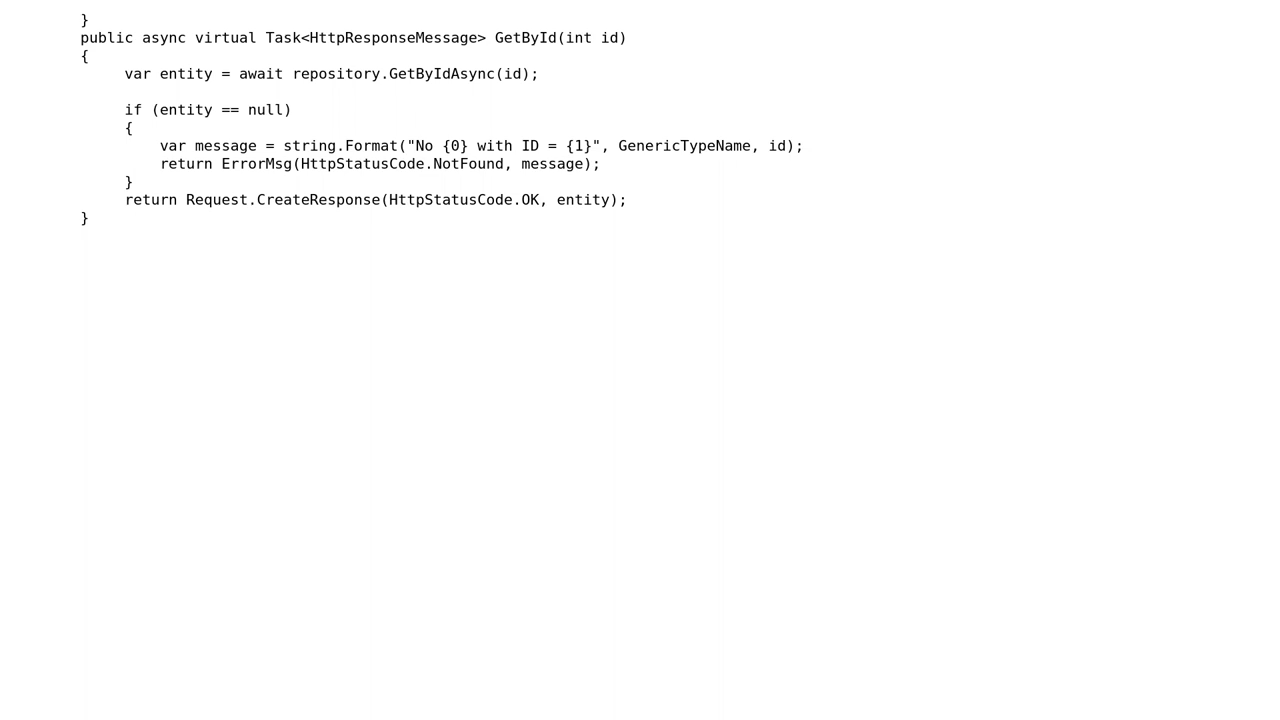 }
public async virtual Task<HttpResponseMessage> GetById(int id)
{
     var entity = await repository.GetByIdAsync(id);

     if (entity == null)
     {
         var message = string.Format("No {0} with ID = {1}", GenericTypeName, id);
         return ErrorMsg(HttpStatusCode.NotFound, message);
     }
     return Request.CreateResponse(HttpStatusCode.OK, entity);
}